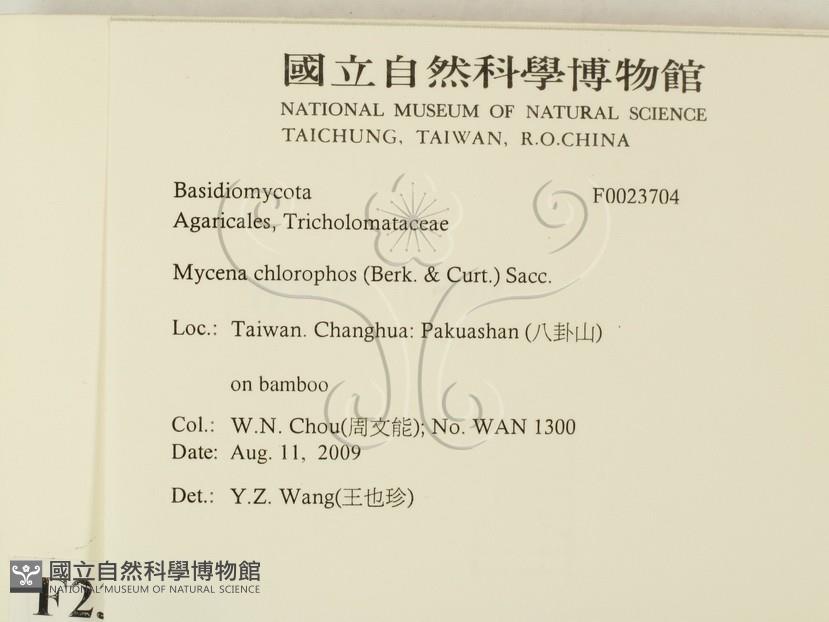 國立自然科學博物館
NATIONAL MUSEUM OF NATURAL SCIENCE
TAICHUNG, TAIWAN, R.O.CHINA
Basidiomycota F0023704
Agaricales, Tricholomataceae
Mycena chlorophos (Berk. & Curt.) Sacc.
Loc.: Taiwan. Changhua: Pakuashan (八卦山)
on bamboo
Col.: W.N. Chou(周文能); No. WAN 1300
Date: Aug. 11, 2009
Det.: Y.Z. Wang(王也珍)
國立自然科學博物館
NATIONAL MUSEUM OF NATURAL SCIENCE
F2.